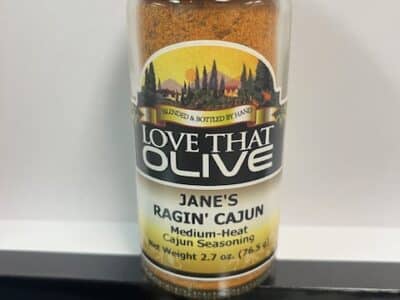 BLENDED & BOTTLED BY HAND
LOVE THAT
OLIVE
JANE'S
RAGIN' CAJUN
Medium-Heat
Cajun Seasoning
Net Weight 2.7 oz. (76.5 g)